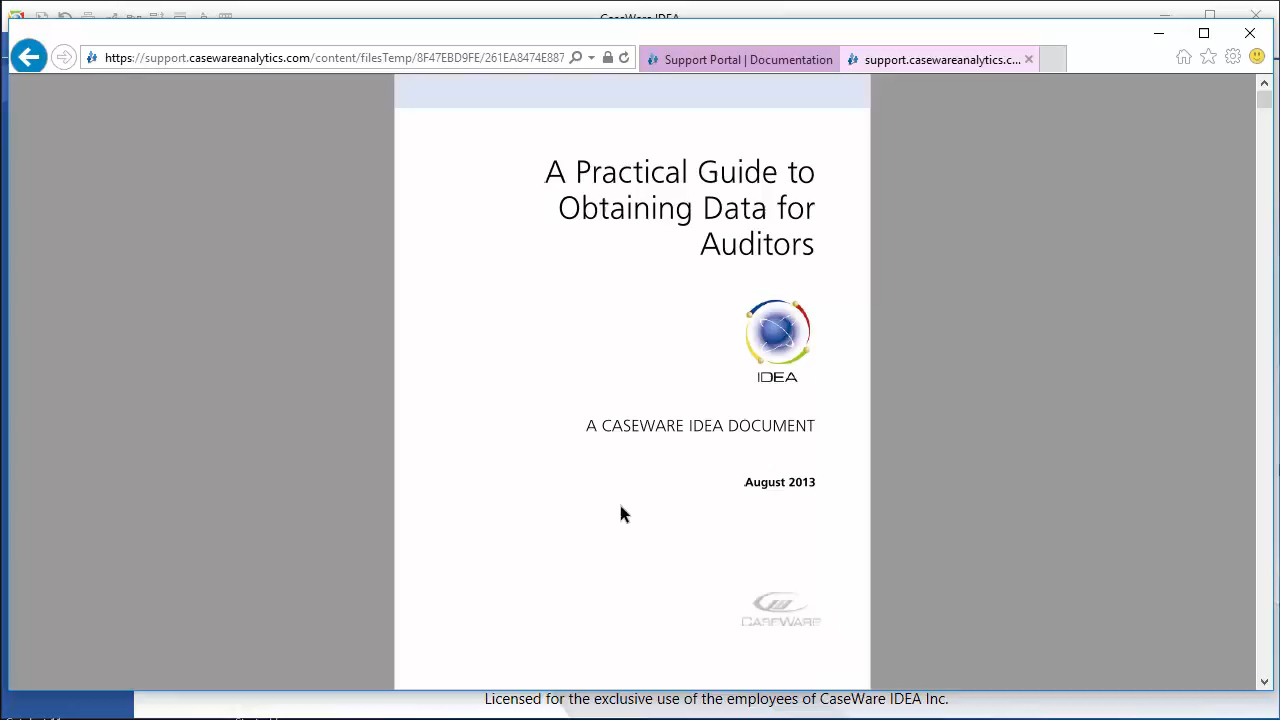 CaseWare IDEA
https://support.casewareanalytics.com/content/filesTemp/8F47EBD9FE/261EA8474E887
Support Portal | Documentation
support.casewareanalytics.c...
A Practical Guide to
Obtaining Data for
Auditors
IDEA
A CASEWARE IDEA DOCUMENT
August 2013
CASEWARE
Licensed for the exclusive use of the employees of CaseWare IDEA Inc.